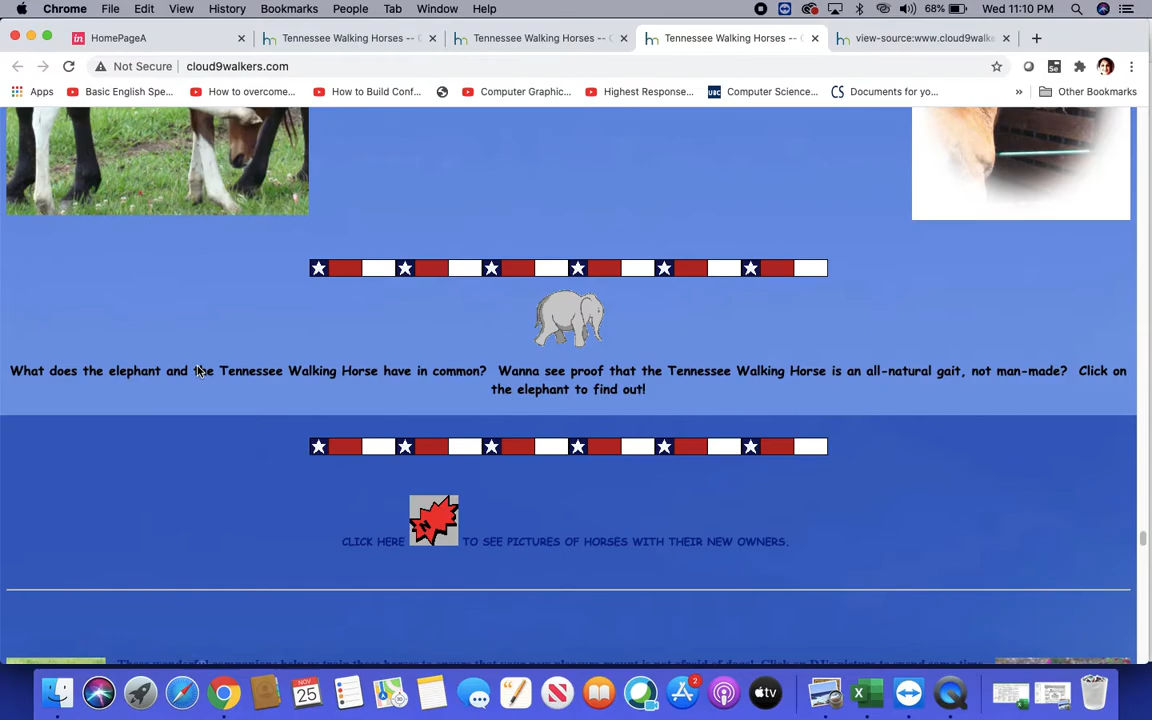 Chrome File Edit View History Bookmarks People Tab Window Help 68% Wed 11:10 PM
HomePageA Tennessee Walking Horses -- Tennessee Walking Horses -- Tennessee Walking Horses -- view-source:www.cloud9walke
Not Secure cloud9walkers.com
Apps Basic English Spe... How to overcome... How to Build Conf... Computer Graphic... Highest Response... UBC Computer Science... CS Documents for yo... » Other Bookmarks
What does the elephant and the Tennessee Walking Horse have in common? Wanna see proof that the Tennessee Walking Horse is an all-natural gait, not man-made? Click on
the elephant to find out!
CLICK HERE TO SEE PICTURES OF HORSES WITH THEIR NEW OWNERS.
NOV
25
tv
2